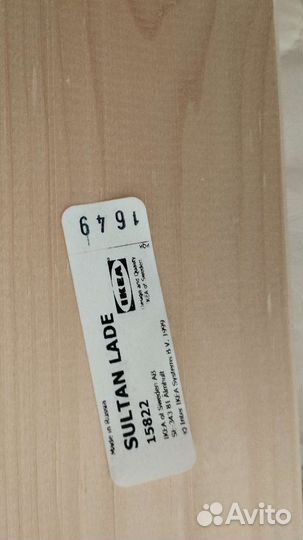 Made in Russia
SULTAN LADE
15822
IKEA of Sweden AB
SE-343 81 Älmhult
© Inter IKEA Systems B.V. 1999
IKEA
Design and Quality
IKEA of Sweden
1649
Avito